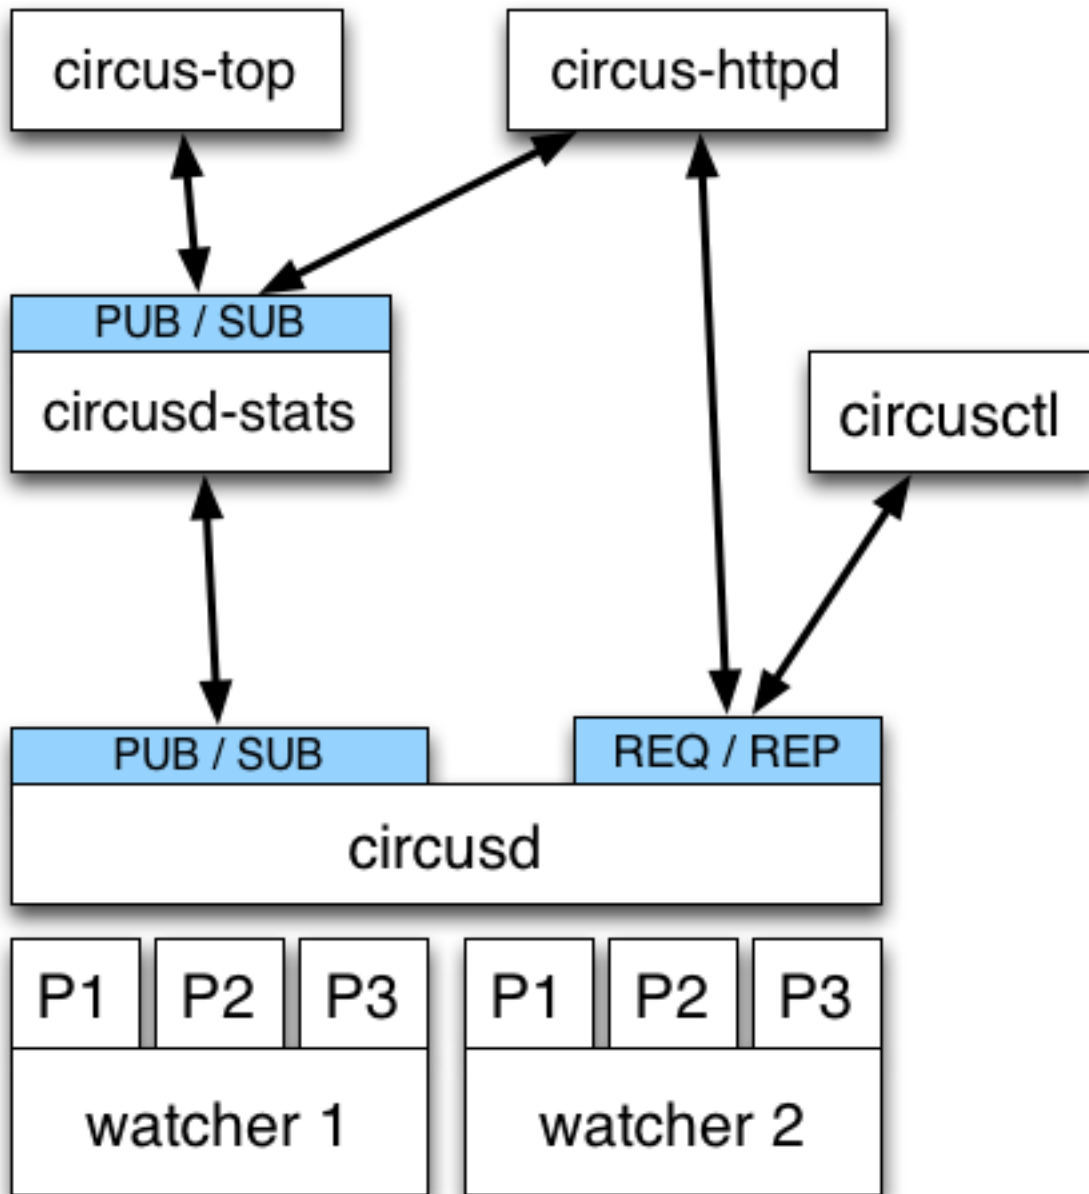 circus-top
circus-httpd
PUB / SUB
circusd-stats
circusctl
PUB / SUB
REQ / REP
circusd
P1 P2 P3 P1 P2 P3
watcher 1 watcher 2